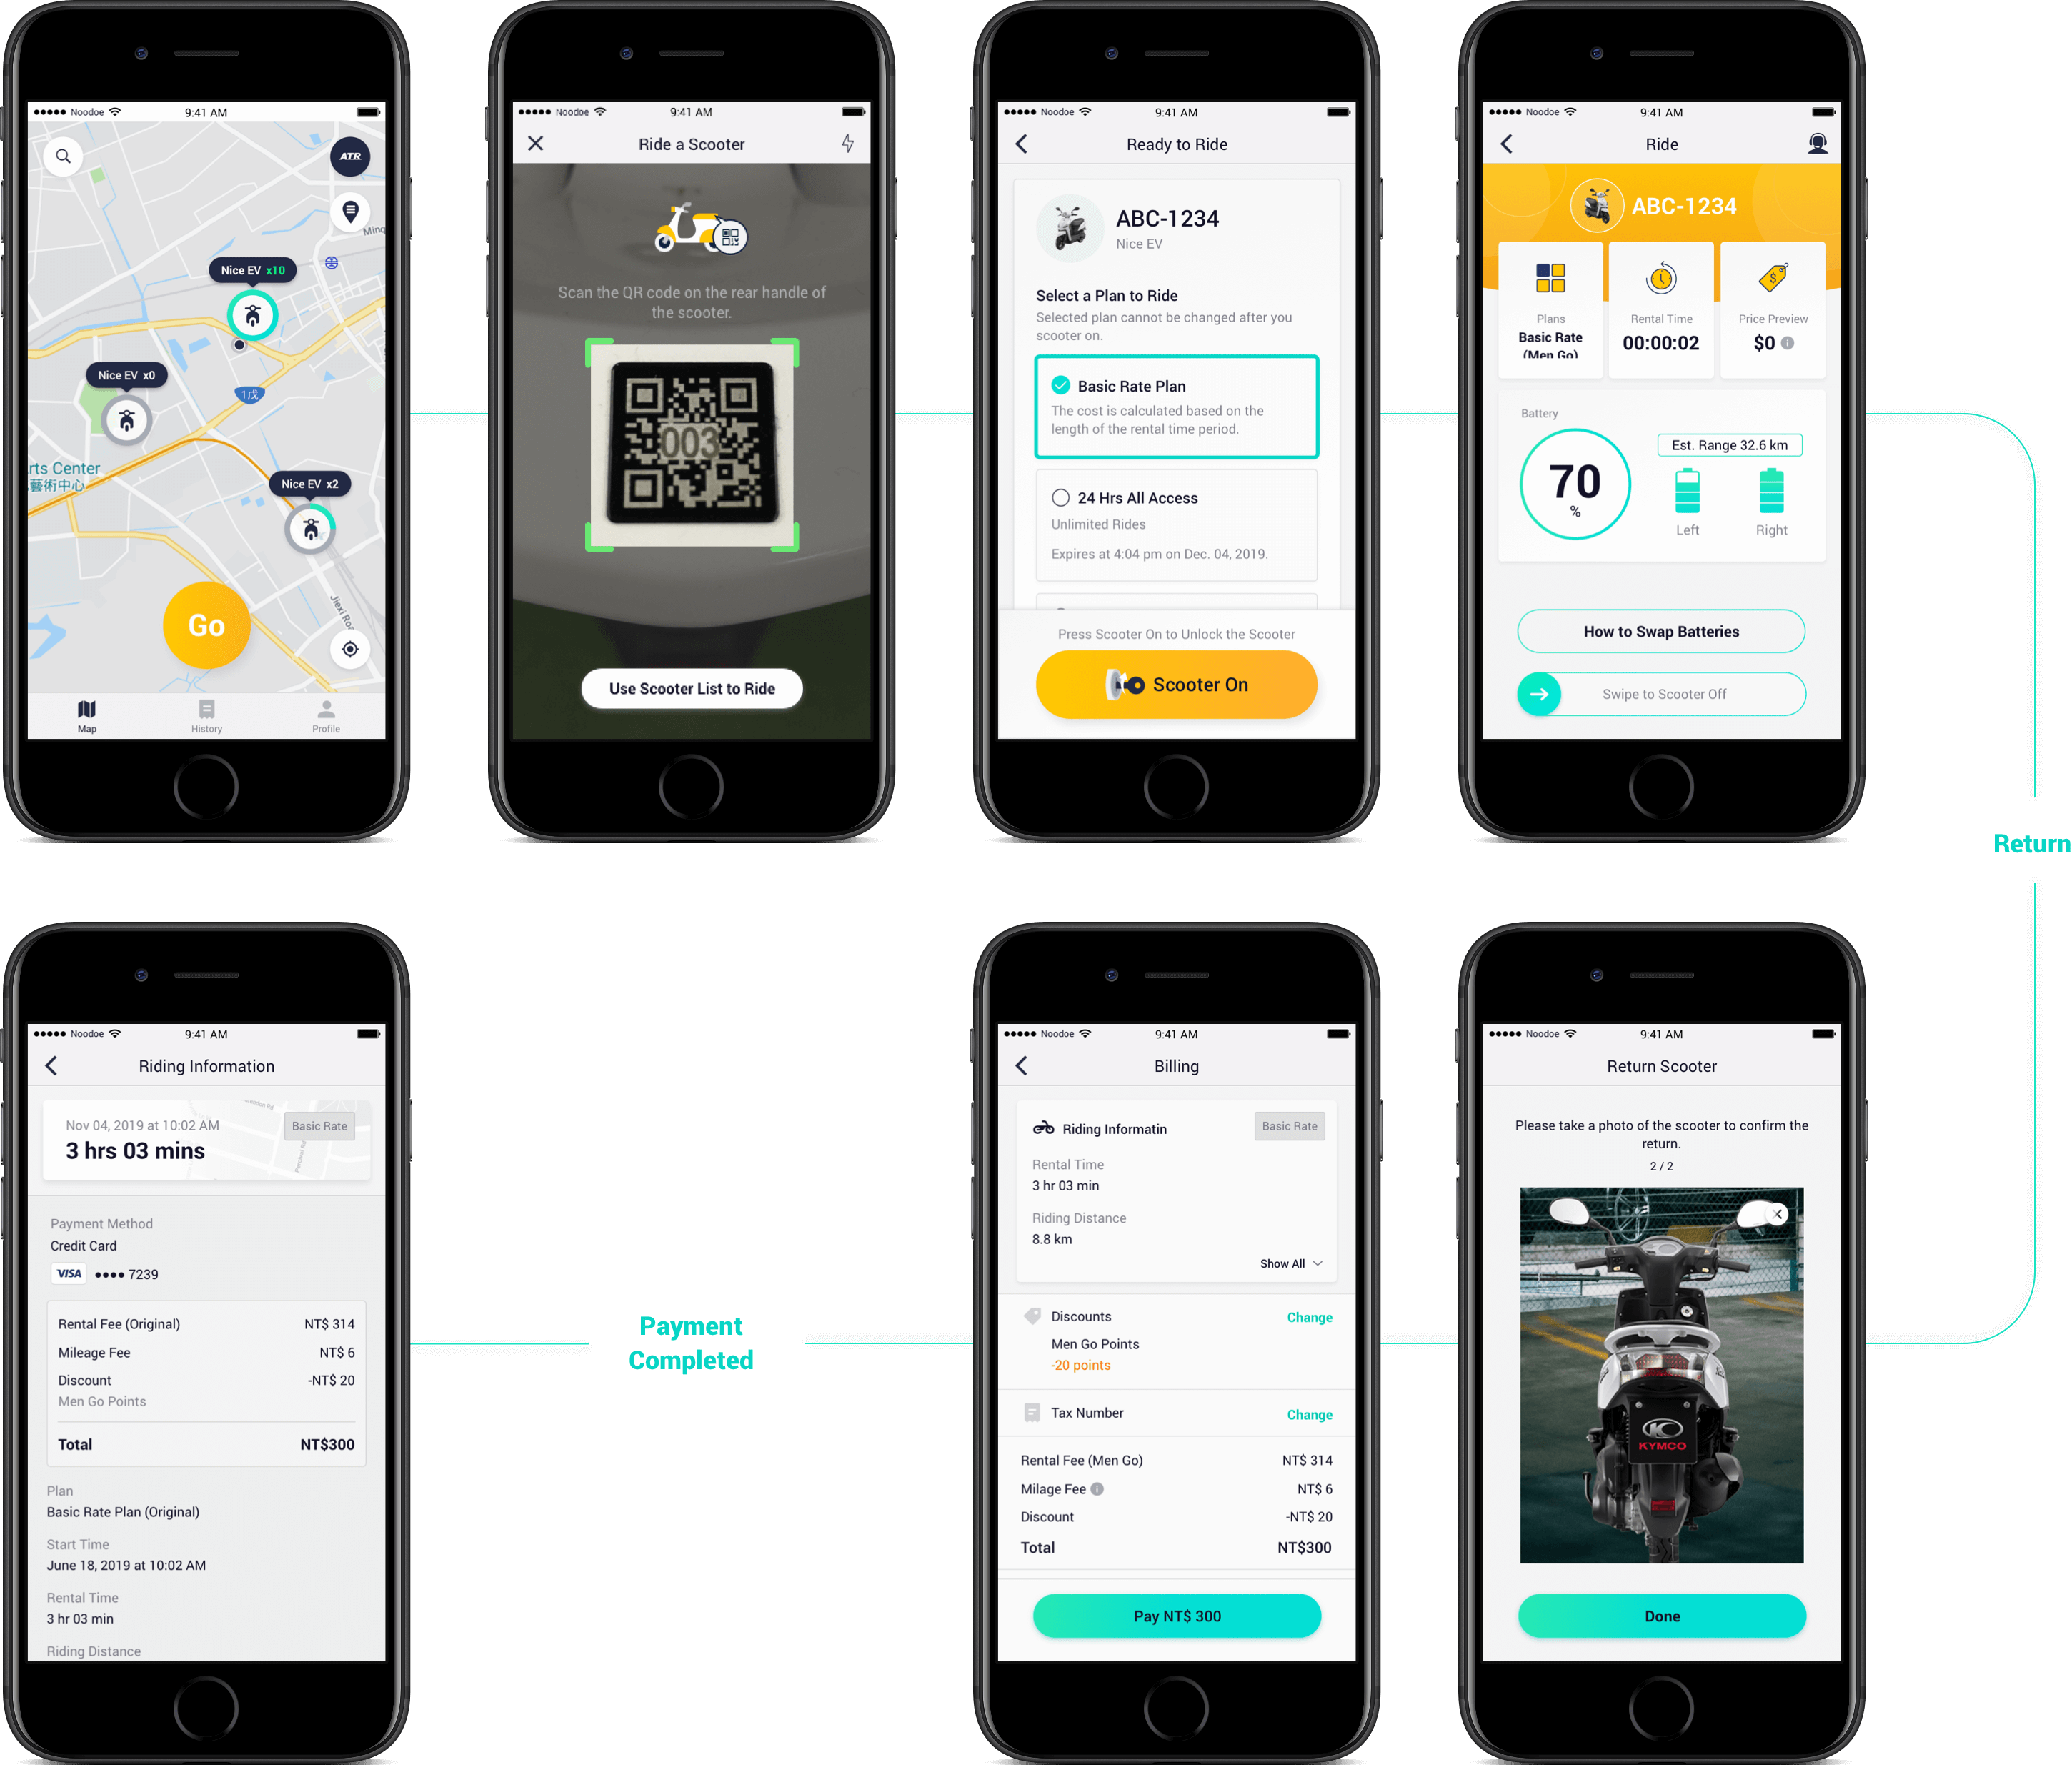 Noodoe 9:41 AM
ATR
Ming
Nice EV x10
Nice EV x0
1戊
rts Center
藝術中心
Nice EV x2
Jiexi Roa
Go
Map History Profile
Noodoe 9:41 AM
Ride a Scooter
Scan the QR code on the rear handle of
the scooter.
003
Use Scooter List to Ride
Noodoe 9:41 AM
Ready to Ride
ABC-1234
Nice EV
Select a Plan to Ride
Selected plan cannot be changed after you
scooter on.
Basic Rate Plan
The cost is calculated based on the
length of the rental time period.
24 Hrs All Access
Unlimited Rides
Expires at 4:04 pm on Dec. 04, 2019.
Press Scooter On to Unlock the Scooter
Scooter On
Noodoe 9:41 AM
Ride
ABC-1234
Plans
Basic Rate
(Men Go)
Rental Time
00:00:02
Price Preview
$0
Battery
70
%
Est. Range 32.6 km
Left Right
How to Swap Batteries
Swipe to Scooter Off
Return
Noodoe 9:41 AM
Return Scooter
Please take a photo of the scooter to confirm the
return.
2 / 2
KYMCO
Done
Noodoe 9:41 AM
Billing
Riding Informatin
Basic Rate
Rental Time
3 hr 03 min
Riding Distance
8.8 km
Show All
Discounts Change
Men Go Points
-20 points
Tax Number Change
Rental Fee (Men Go) NT$ 314
Milage Fee NT$ 6
Discount -NT$ 20
Total NT$300
Pay NT$ 300
Payment
Completed
Noodoe 9:41 AM
Riding Information
Nov 04, 2019 at 10:02 AM
Basic Rate
3 hrs 03 mins
Payment Method
Credit Card
VISA •••• 7239
Rental Fee (Original) NT$ 314
Mileage Fee NT$ 6
Discount -NT$ 20
Men Go Points
Total NT$300
Plan
Basic Rate Plan (Original)
Start Time
June 18, 2019 at 10:02 AM
Rental Time
3 hr 03 min
Riding Distance